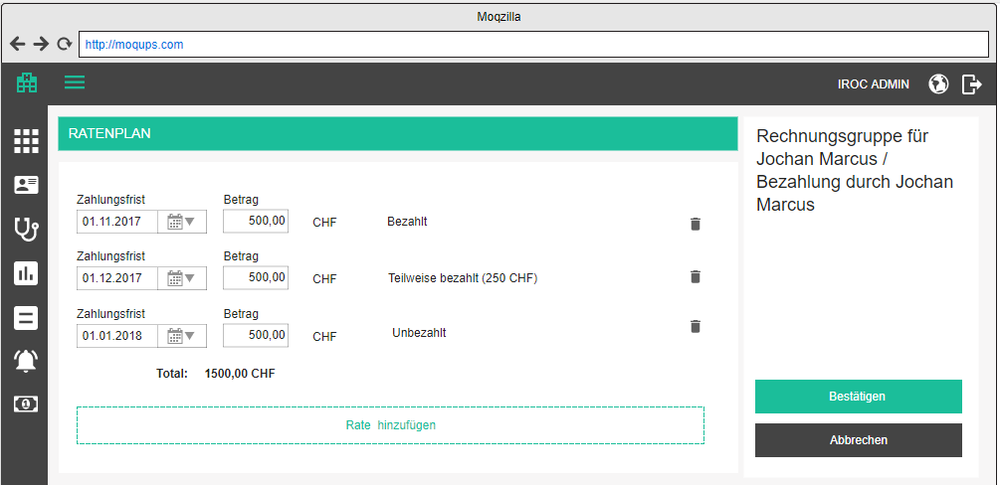 Moqzilla
http://moqups.com
IROC ADMIN
RATENPLAN
Zahlungsfrist Betrag
01.11.2017 500,00 CHF Bezahlt
Zahlungsfrist Betrag
01.12.2017 500,00 CHF Teilweise bezahlt (250 CHF)
Zahlungsfrist Betrag
01.01.2018 500,00 CHF Unbezahlt
Total: 1500,00 CHF
Rate hinzufügen
Rechnungsgruppe für
Jochan Marcus /
Bezahlung durch Jochan
Marcus
Bestätigen
Abbrechen